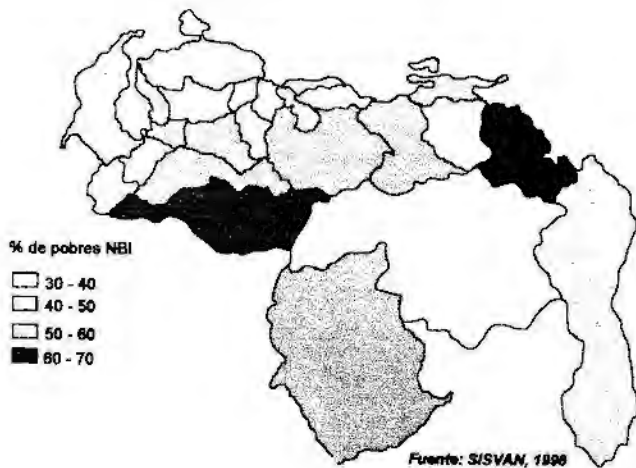 % de pobres NBI
30 - 40
40 - 50
50 - 60
60 - 70
Fuente: SISVAN, 1998